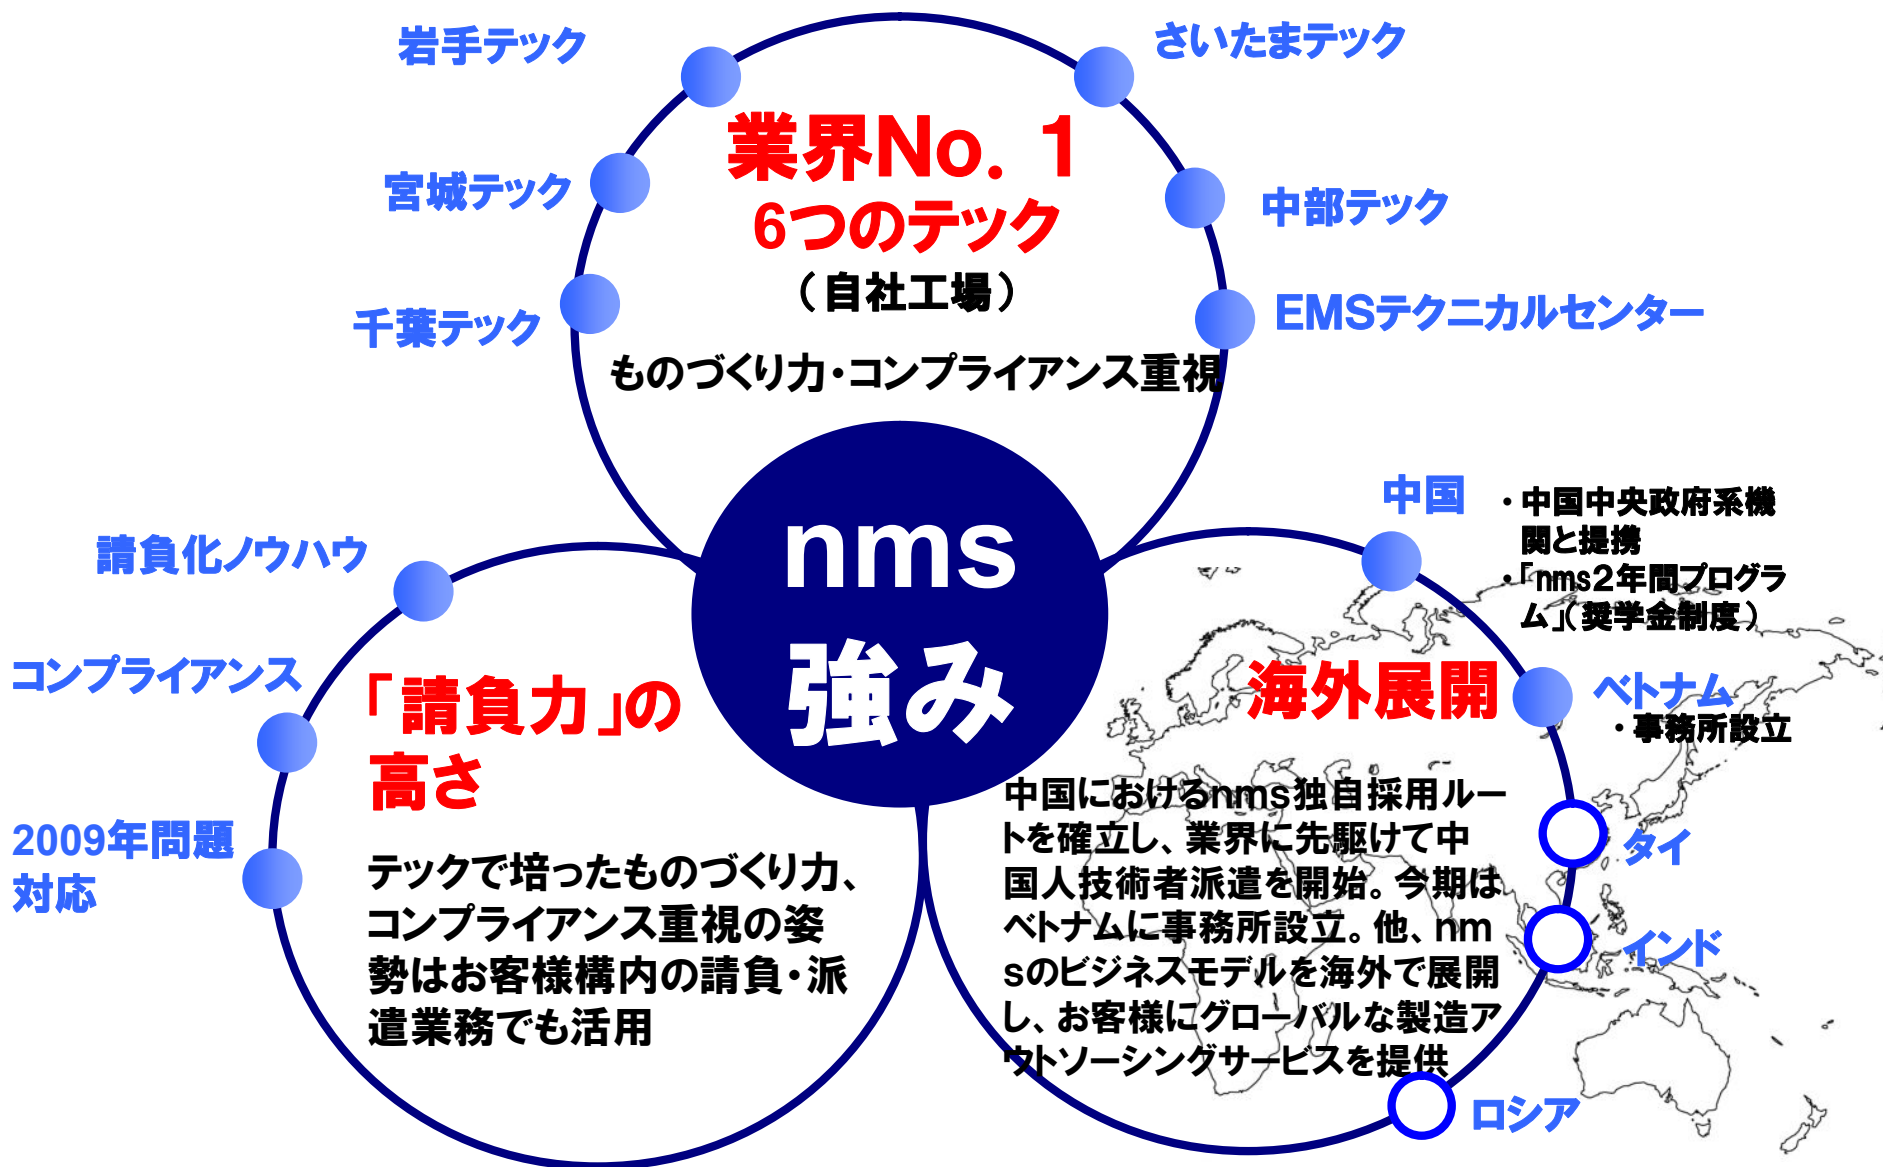 岩手テック
さいたまテック
宮城テック
中部テック
千葉テック
EMSテクニカルセンター
業界No. 1
6つのテック
(自社工場)
ものづくり力・コンプライアンス重視
nms
強み
請負化ノウハウ
コンプライアンス
2009年問題
対応
「請負力」の
高さ
テックで培ったものづくり力、
コンプライアンス重視の姿
勢はお客様構内の請負・派
遣業務でも活用
中国
・中国中央政府系機
関と提携
・「nms2年間プログラ
ム」(奨学金制度)
海外展開
ベトナム
・事務所設立
中国におけるnms独自採用ルー
トを確立し、業界に先駆けて中
国人技術者派遣を開始。今期は
ベトナムに事務所設立。他、nm
sのビジネスモデルを海外で展開
し、お客様にグローバルな製造ア
ウトソーシングサービスを提供
タイ
インド
ロシア